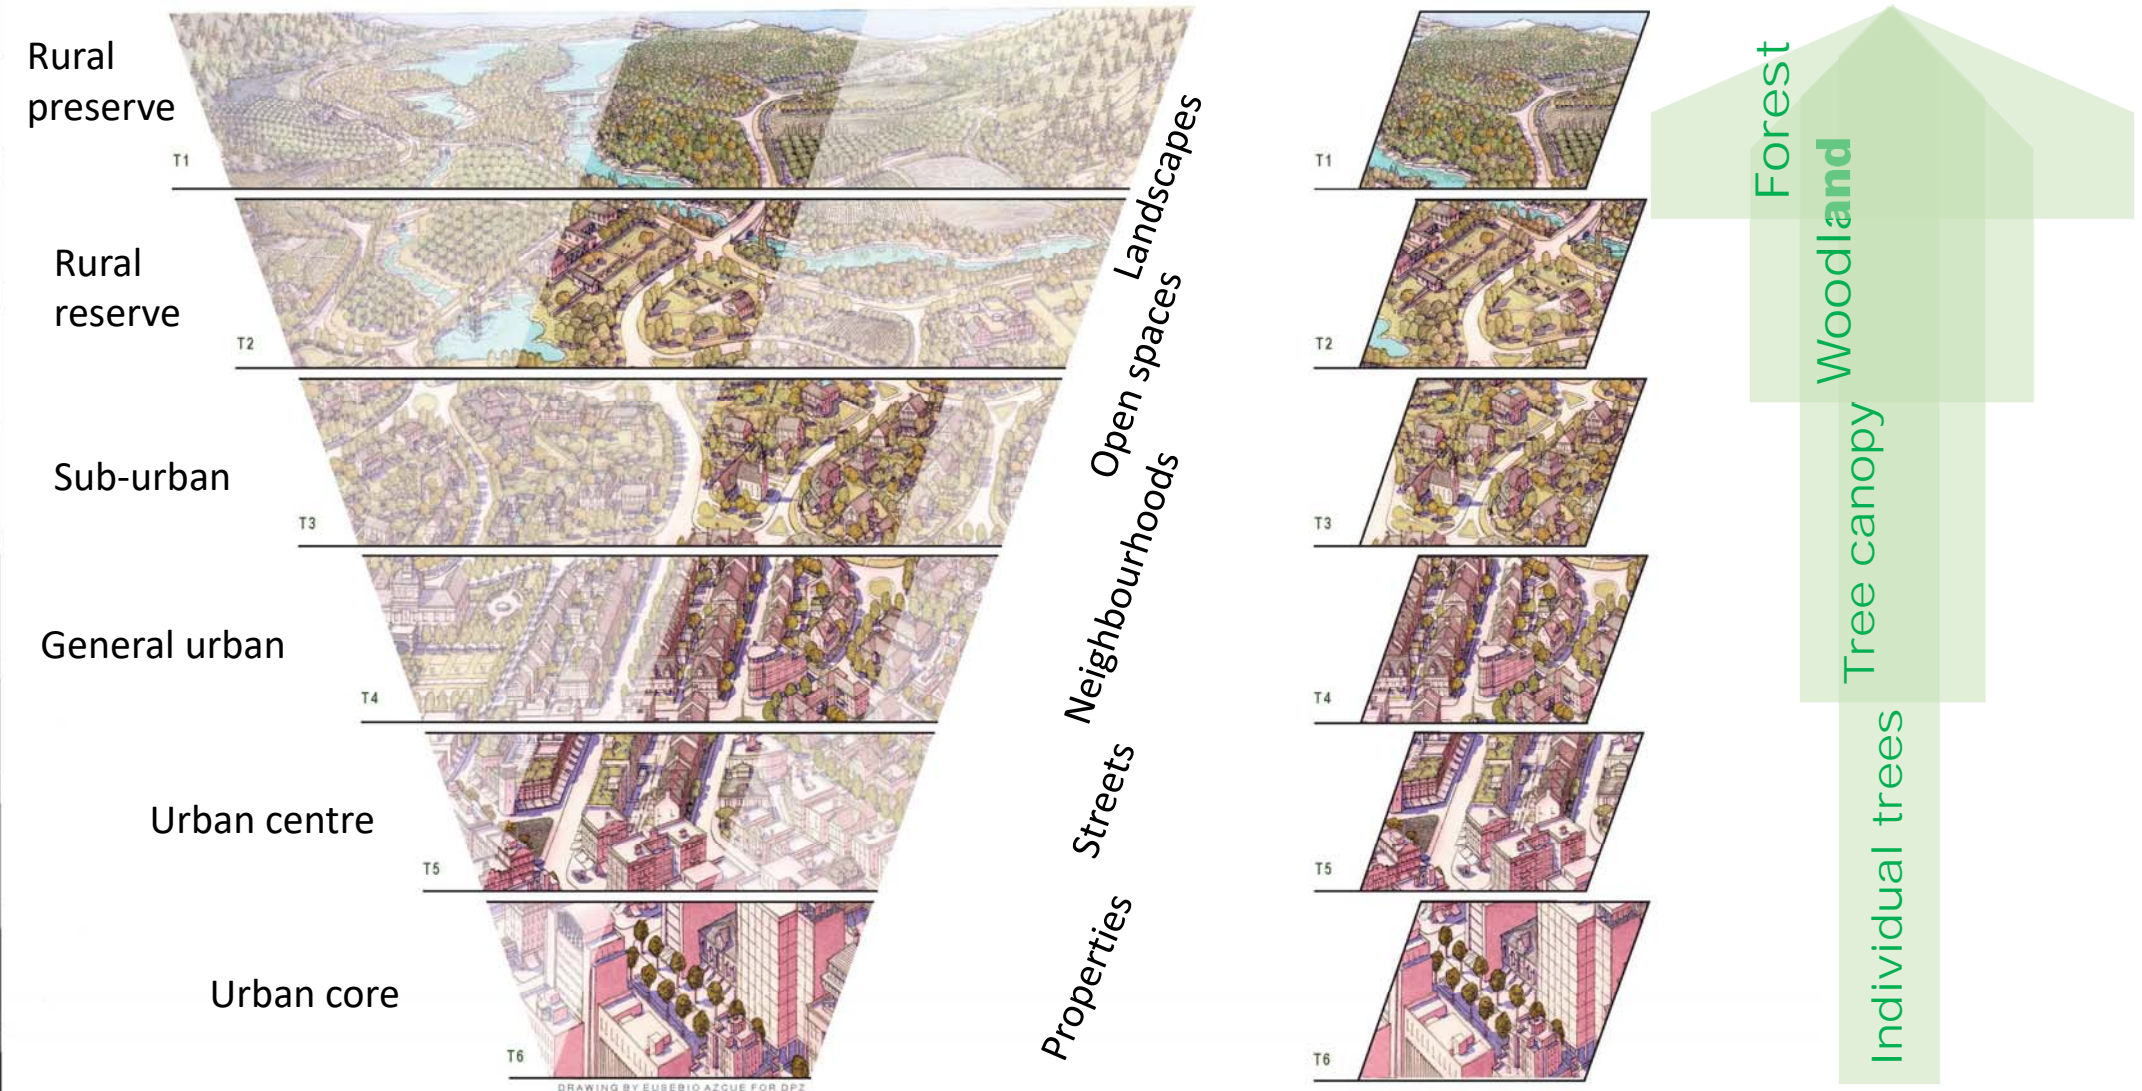 Rural
preserve
T1
Rural
reserve
T2
Sub-urban
T3
General urban
T4
Urban centre
T5
Urban core
T6
DRAWING BY EUSEBIO AZCUE FOR DPZ
Landscapes
Open spaces
Neighbourhoods
Streets
Properties
T1
T2
T3
T4
T5
T6
Forest
Woodland
Tree canopy
Individual trees